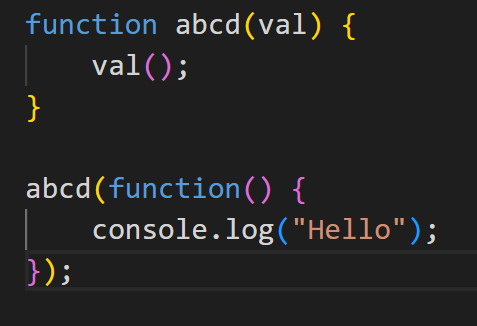 function abcd(val) {
    val();
}

abcd(function() {
    console.log("Hello");
});